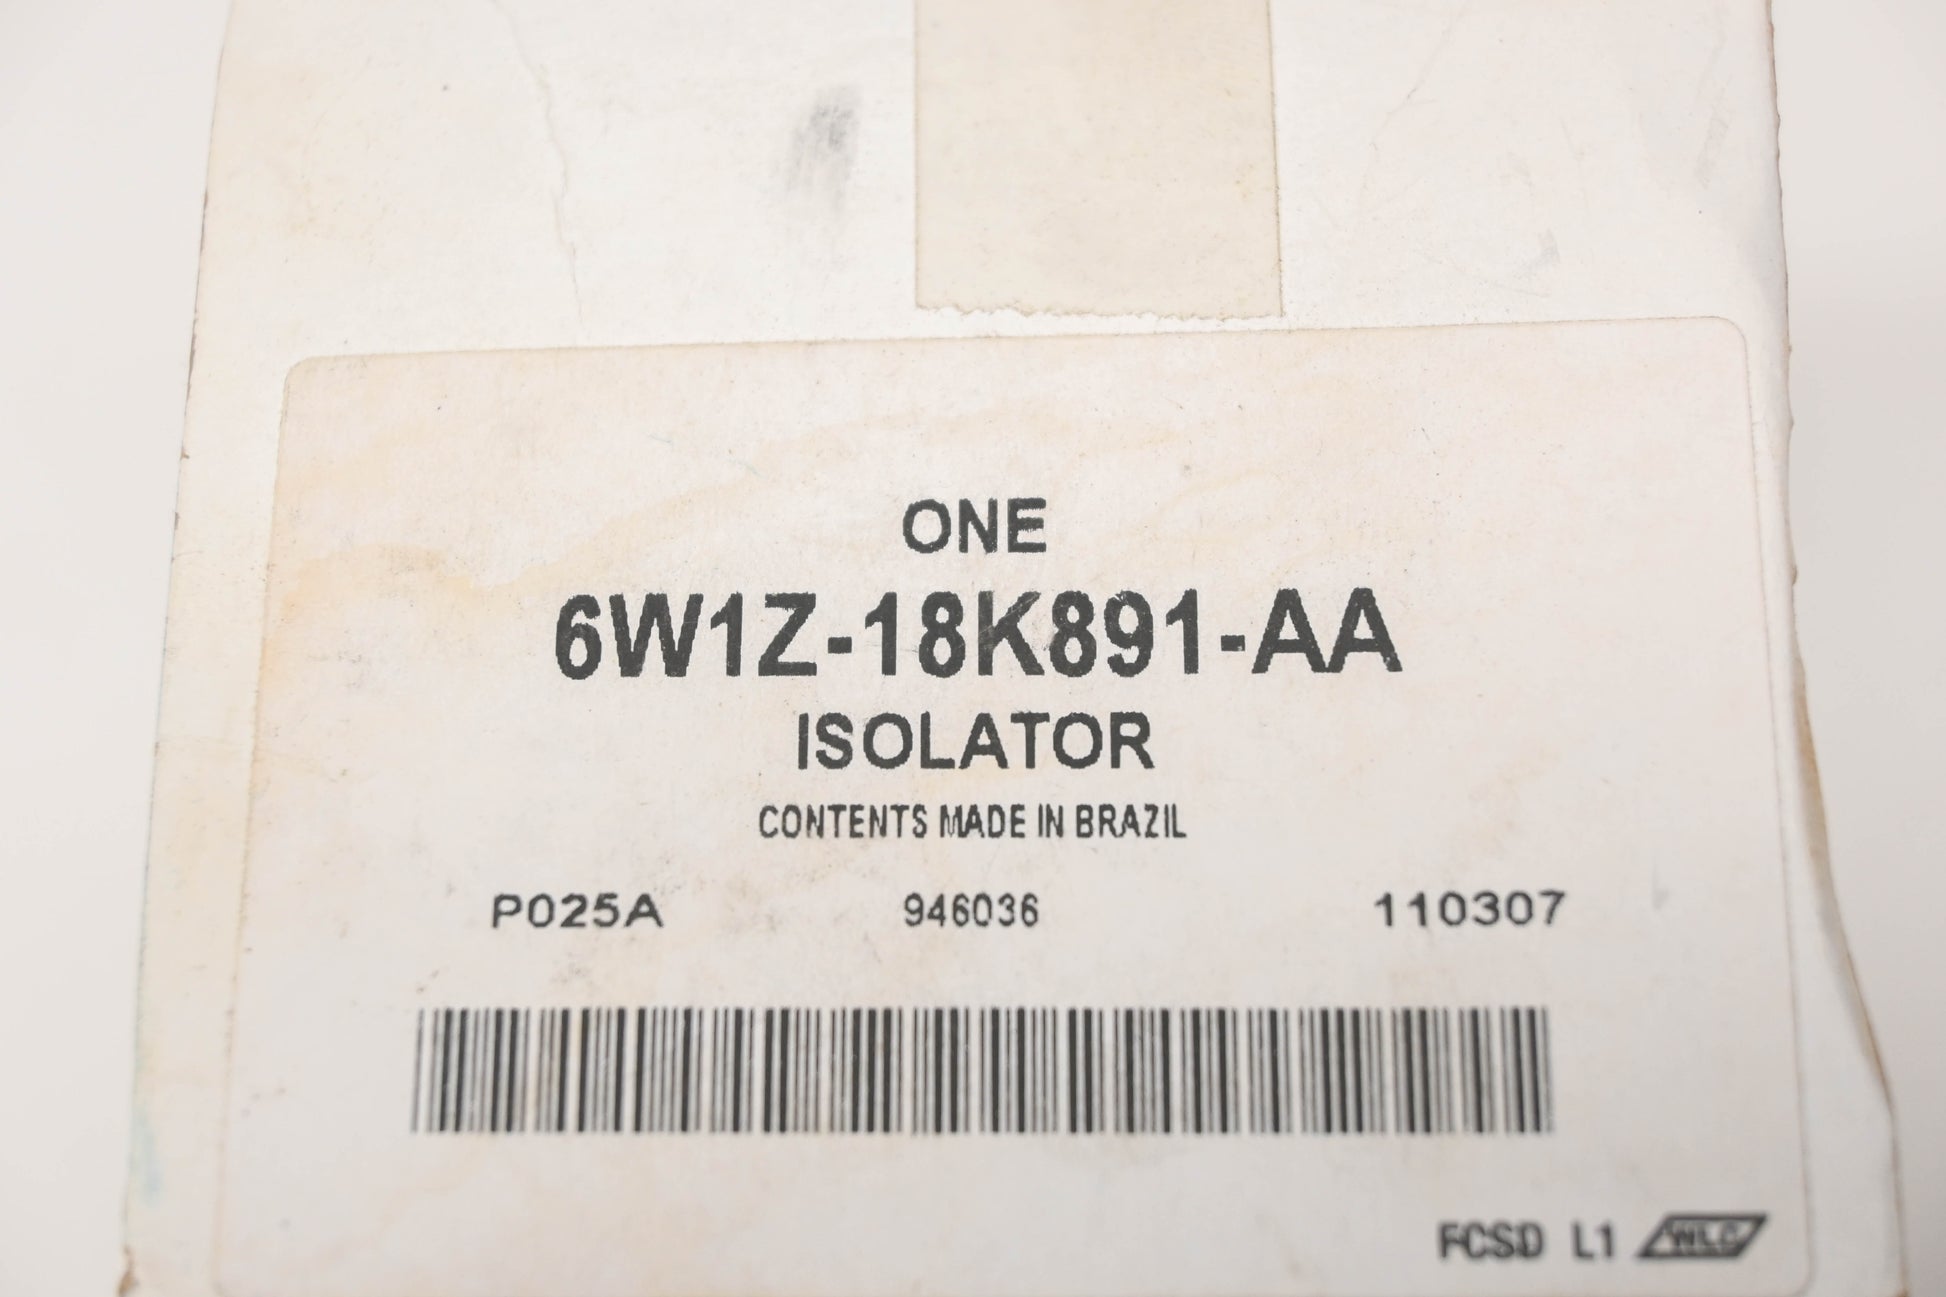 ONE
6W1Z-18K891-AA
ISOLATOR
CONTENTS MADE IN BRAZIL
P025A 946036 110307
FCSD L1 WLC